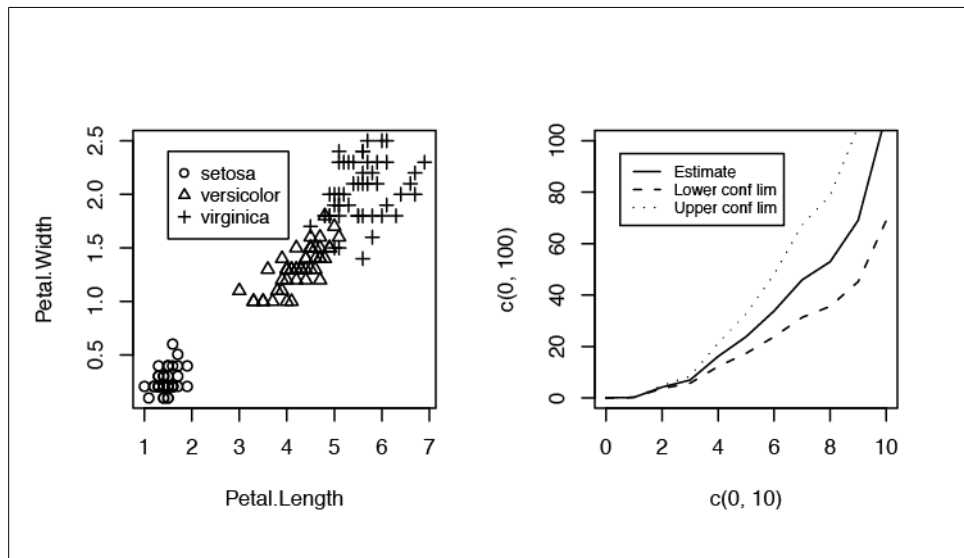 Petal.Width
2.5
2.0
1.5
1.0
0.5
setosa
versicolor
virginica
1 2 3 4 5 6 7
Petal.Length
c(0, 100)
100
80
60
40
20
0
Estimate
Lower conf lim
Upper conf lim
0 2 4 6 8 10
c(0, 10)